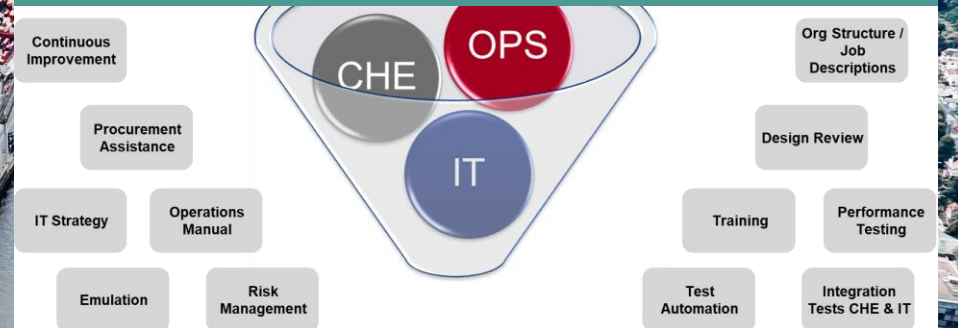 Continuous
Improvement
CHE
OPS
Org Structure /
Job
Descriptions
Procurement
Assistance
Design Review
IT
IT Strategy
Operations
Manual
Training
Performance
Testing
Emulation
Risk
Management
Test
Automation
Integration
Tests CHE & IT